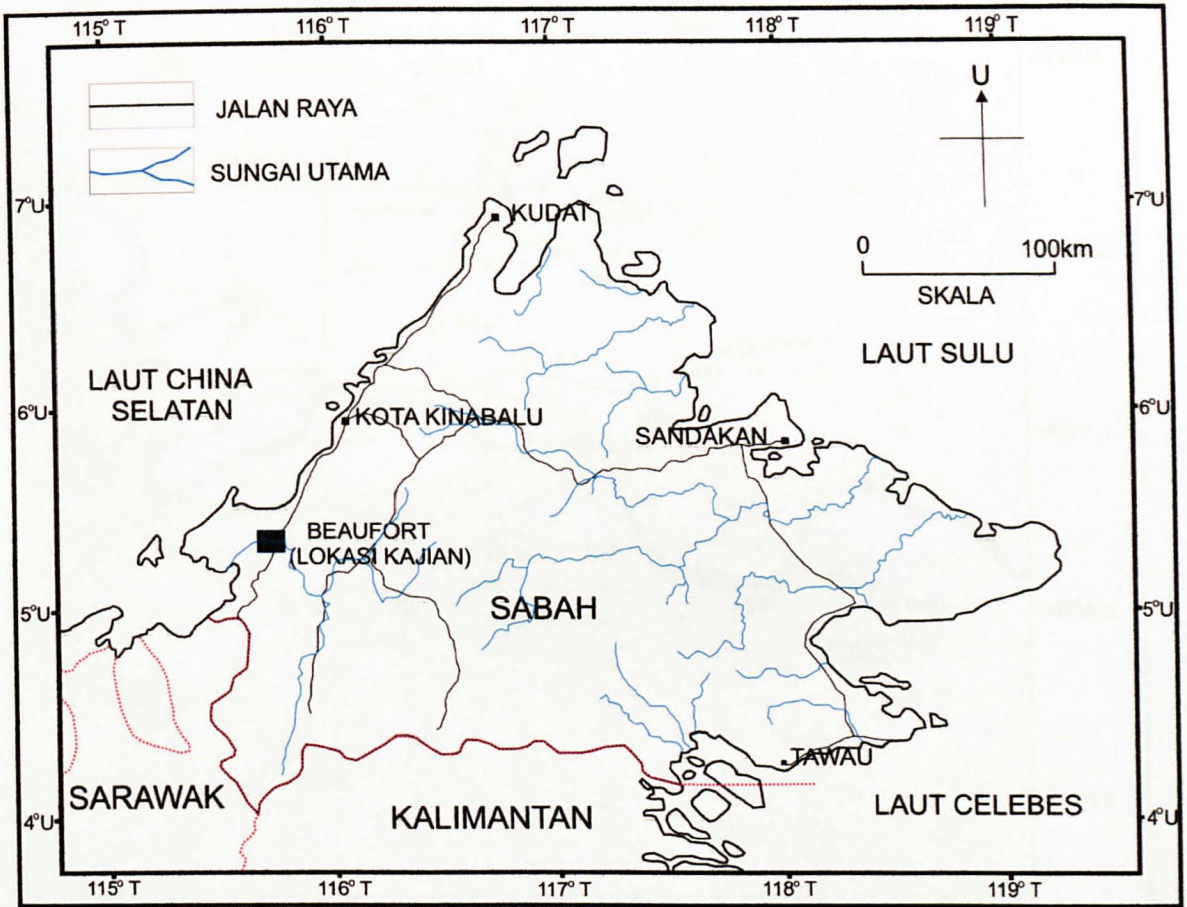 115° T 116° T 117° T 118° T 119° T
JALAN RAYA
SUNGAI UTAMA
U
7°U 7°U
KUDAT
0 100km
SKALA
LAUT SULU
LAUT CHINA
SELATAN
6°U 6°U
KOTA KINABALU
SANDAKAN
BEAUFORT
(LOKASI KAJIAN)
SABAH
5°U 5°U
TAWAU
SARAWAK
KALIMANTAN
LAUT CELEBES
4°U 4°U
115° T 116° T 117° T 118° T 119° T